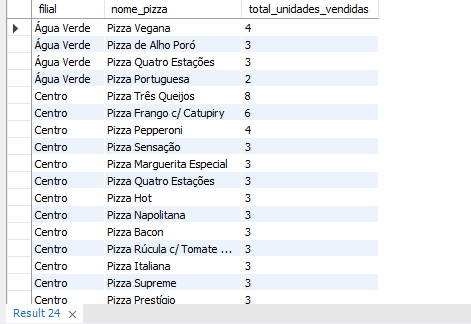 filial nome_pizza total_unidades_vendidas
Água Verde Pizza Vegana 4
Água Verde Pizza de Alho Poró 3
Água Verde Pizza Quatro Estações 3
Água Verde Pizza Portuguesa 2
Centro Pizza Três Queijos 8
Centro Pizza Frango c/ Catupiry 6
Centro Pizza Pepperoni 4
Centro Pizza Sensação 3
Centro Pizza Marguerita Especial 3
Centro Pizza Quatro Estações 3
Centro Pizza Hot 3
Centro Pizza Napolitana 3
Centro Pizza Bacon 3
Centro Pizza Rúcula c/ Tomate ... 3
Centro Pizza Italiana 3
Centro Pizza Supreme 3
Centro Pizza Prestígio 3
Result 24